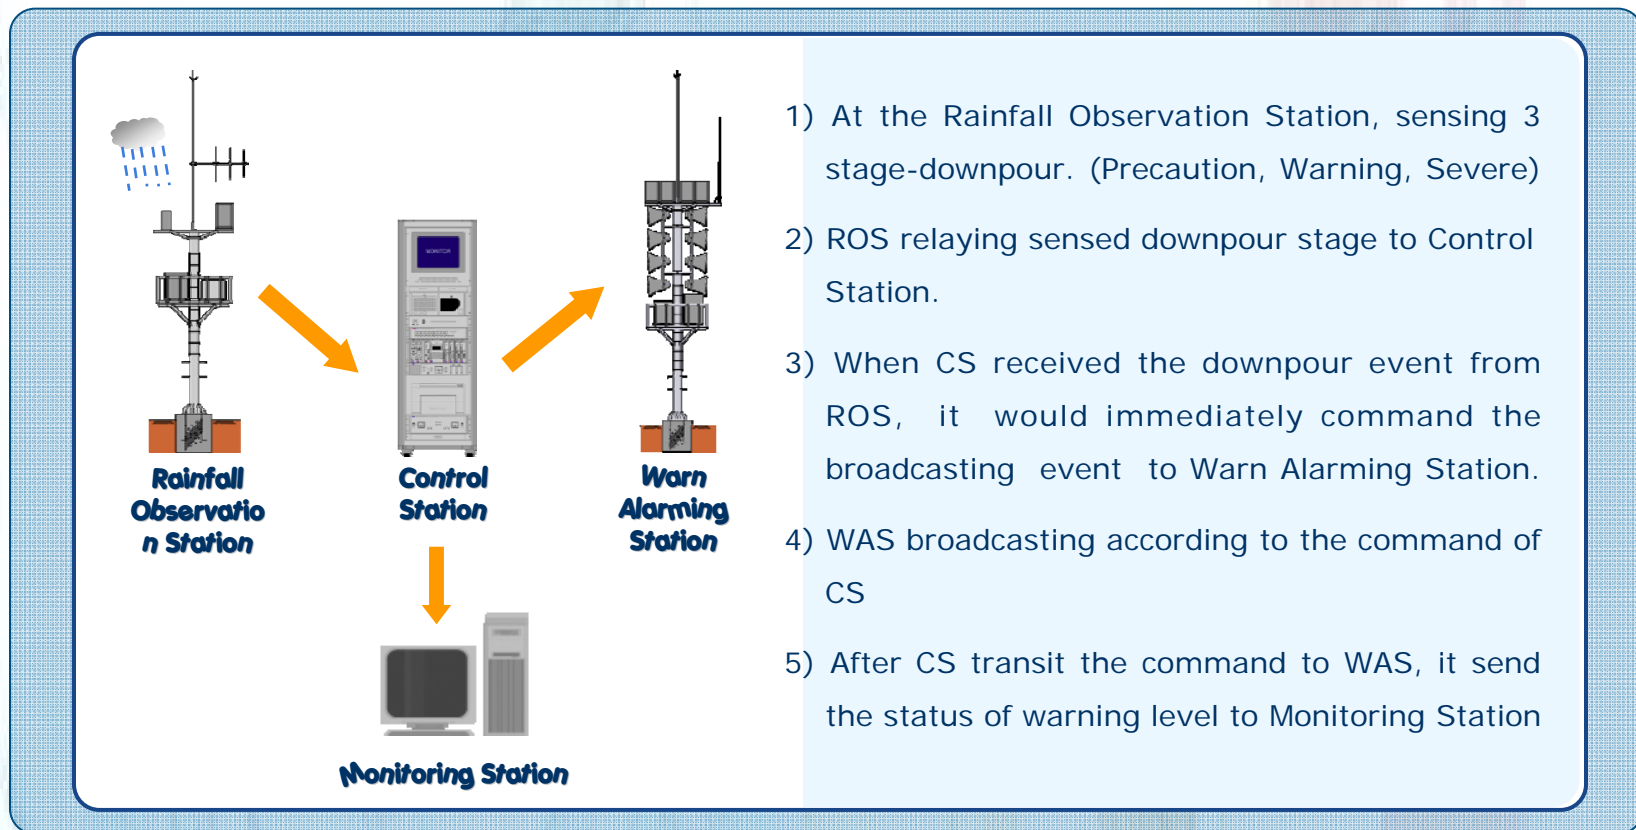 MONITOR
Rainfall
Observatio
n Station
Control
Station
Warn
Alarming
Station
Monitoring Station
1) At the Rainfall Observation Station, sensing 3
stage-downpour. (Precaution, Warning, Severe)
2) ROS relaying sensed downpour stage to Control
Station.
3) When CS received the downpour event from
ROS, it would immediately command the
broadcasting event to Warn Alarming Station.
4) WAS broadcasting according to the command of
CS
5) After CS transit the command to WAS, it send
the status of warning level to Monitoring Station